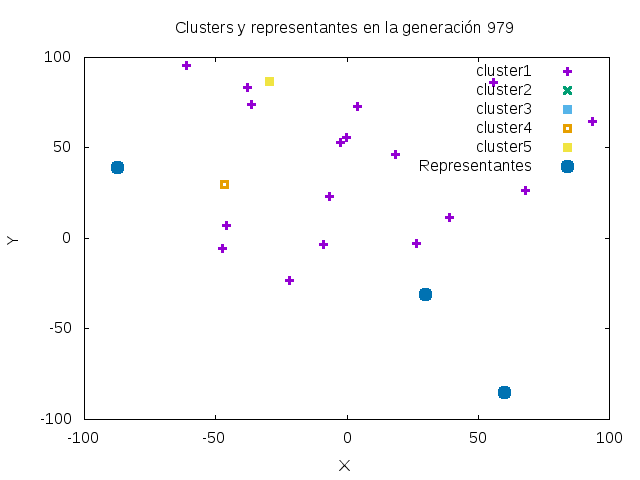 Clusters y representantes en la generación 979
100
50
0
-50
-100
-100
-50
0
50
100
Y
X
cluster1
cluster2
cluster3
cluster4
cluster5
Representantes